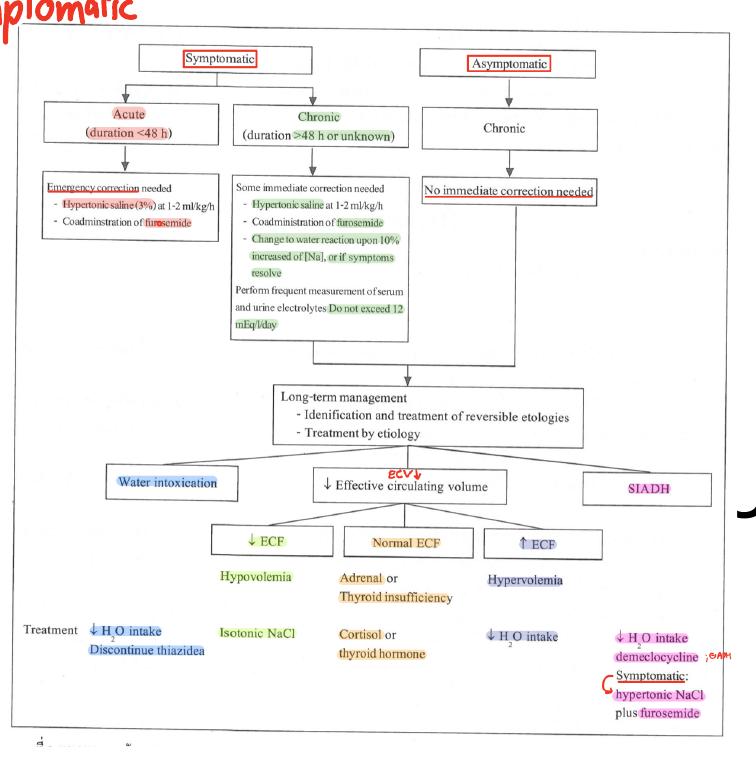 plomatic
Symptomatic
Asymptomatic
Acute
(duration <48 h)
Chronic
(duration >48 h or unknown)
Chronic
Emergency correction needed
- Hypertonic saline (3%) at 1-2 ml/kg/h
- Coadminstration of furosemide
Some immediate correction needed
- Hypertonic saline at 1-2 ml/kg/h
- Coadministration of furosemide
- Change to water reaction upon 10%
increased of [Na], or if symptoms
resolve
Perform frequent measurement of serum
and urine electrolytes Do not exceed 12
mEq/l/day
No immediate correction needed
Long-term management
- Idenification and treatment of reversible etologies
- Treatment by etiology
Water intoxication
ECV↓
↓ Effective circulating volume
SIADH
↓ ECF
Normal ECF
↑ ECF
Hypovolemia
Adrenal or
Thyroid insufficiency
Hypervolemia
Treatment
↓ H2O intake
Discontinue thiazidea
Isotonic NaCl
Cortisol or
thyroid hormone
↓ H2O intake
↓ H2O intake
demeclocycline
Symptomatic:
hypertonic NaCl
plus furosemide